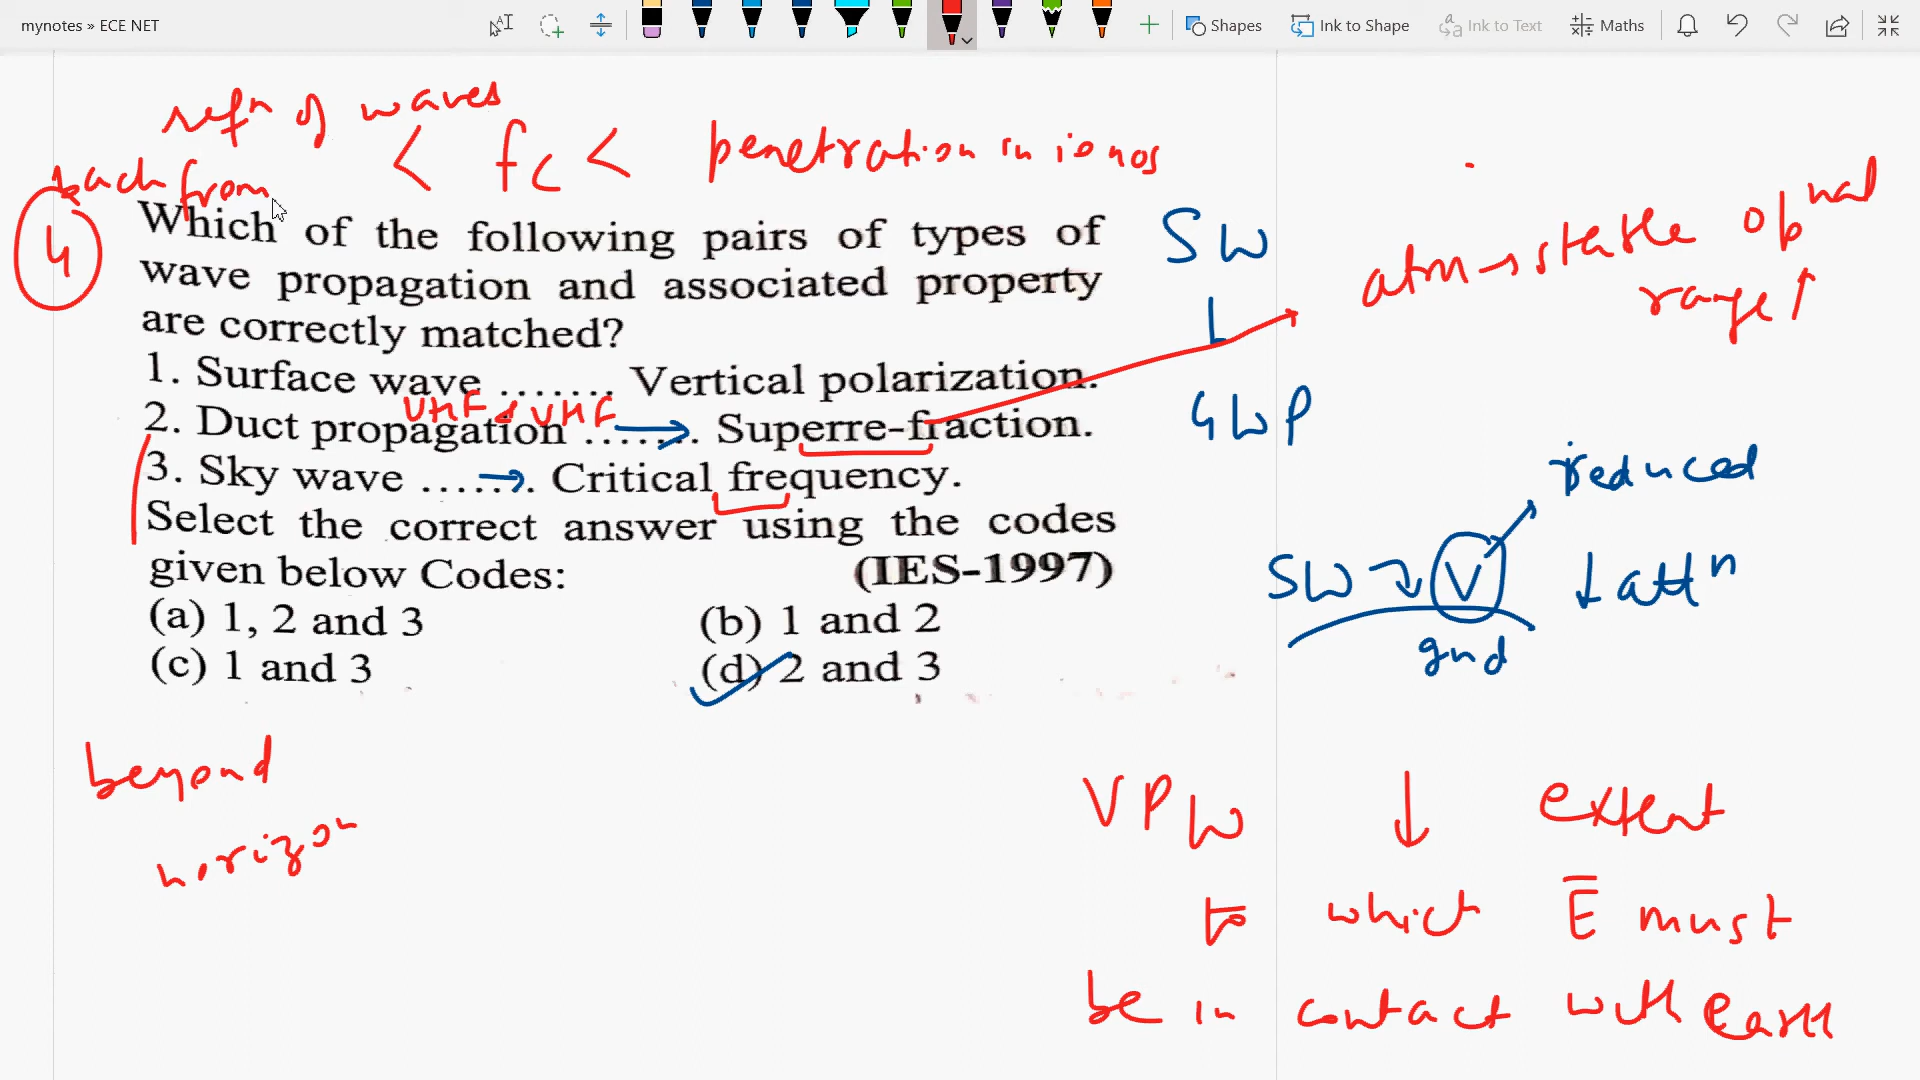 mynotes » ECE NET
Shapes
Ink to Shape
Ink to Text
Maths
refn of waves
back from
< fc < penetration in ionos
4
Which of the following pairs of types of
wave propagation and associated property
are correctly matched?
1. Surface wave ....... Vertical polarization.
UHF & VHF
2. Duct propagation ....... Superre-fraction.
3. Sky wave ....... Critical frequency.
Select the correct answer using the codes
given below Codes: (IES-1997)
(a) 1, 2 and 3 (b) 1 and 2
(c) 1 and 3 (d) 2 and 3
SW
L
GWP
atm → stable
range ↑
reduced
SW V ↓ attn
gnd
beyond
horizon
VPW ↓ extent
to which E must
be in contact with earth